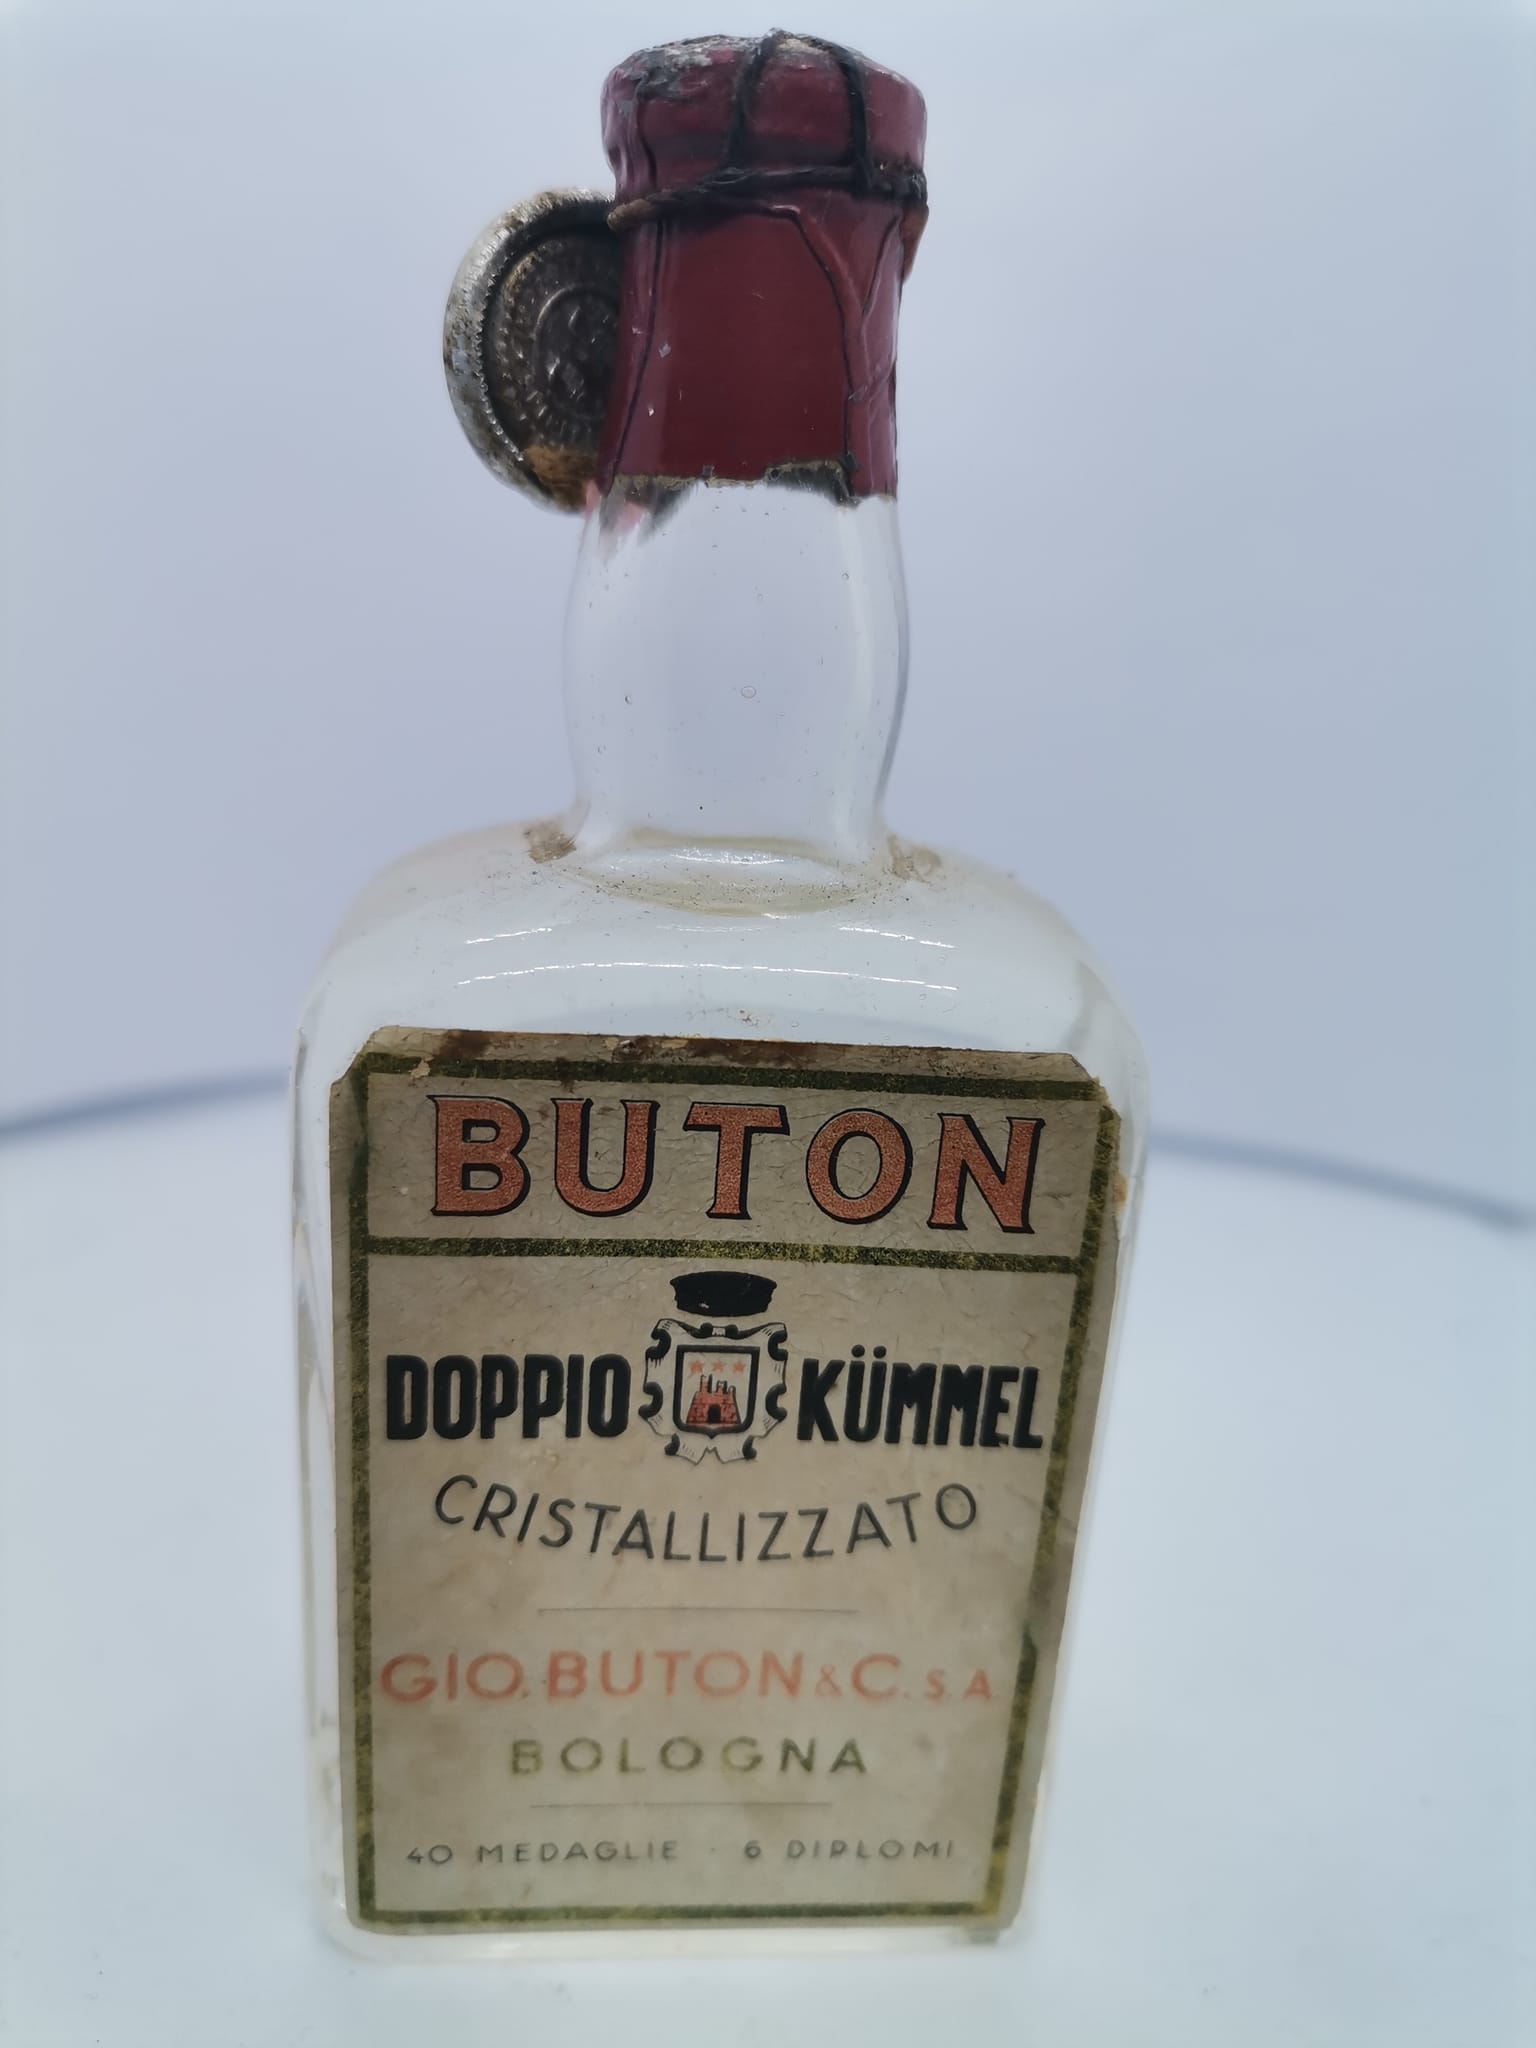 BUTON
DOPPIO KÜMMEL
CRISTALLIZZATO
GIO. BUTON & C. S. A.
BOLOGNA
40 MEDAGLIE · 6 DIPLOMI